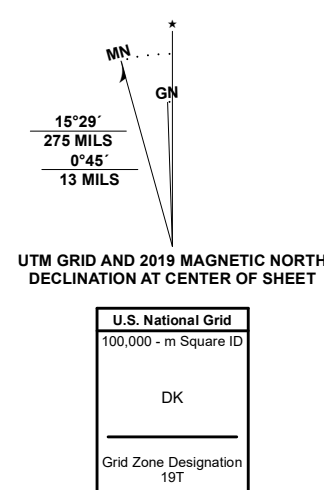 ★
MN
GN
15°29´
275 MILS
0°45´
13 MILS
UTM GRID AND 2019 MAGNETIC NORTH
DECLINATION AT CENTER OF SHEET
U.S. National Grid
100,000 - m Square ID
DK
Grid Zone Designation
19T